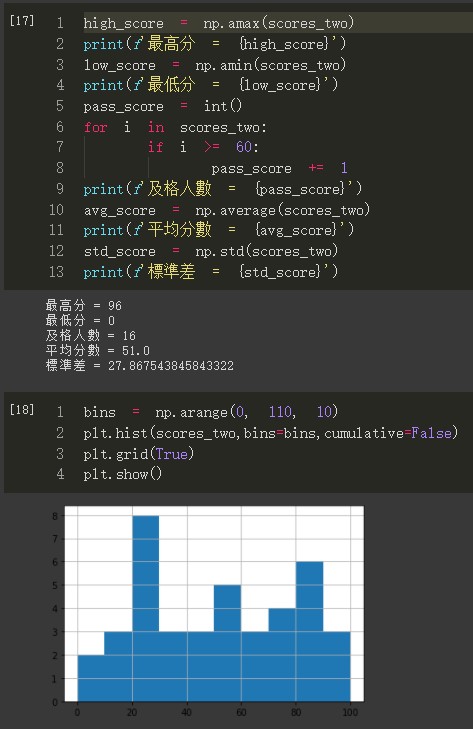 [17]
1 high_score = np.amax(scores_two)
2 print(f'最高分 = {high_score}')
3 low_score = np.amin(scores_two)
4 print(f'最低分 = {low_score}')
5 pass_score = int()
6 for i in scores_two:
7 if i >= 60:
8 pass_score += 1
9 print(f'及格人數 = {pass_score}')
10 avg_score = np.average(scores_two)
11 print(f'平均分數 = {avg_score}')
12 std_score = np.std(scores_two)
13 print(f'標準差 = {std_score}')
最高分 = 96
最低分 = 0
及格人數 = 16
平均分數 = 51.0
標準差 = 27.867543845843322
[18]
1 bins = np.arange(0, 110, 10)
2 plt.hist(scores_two,bins=bins,cumulative=False)
3 plt.grid(True)
4 plt.show()
8
7
6
5
4
3
2
1
0
0 20 40 60 80 100